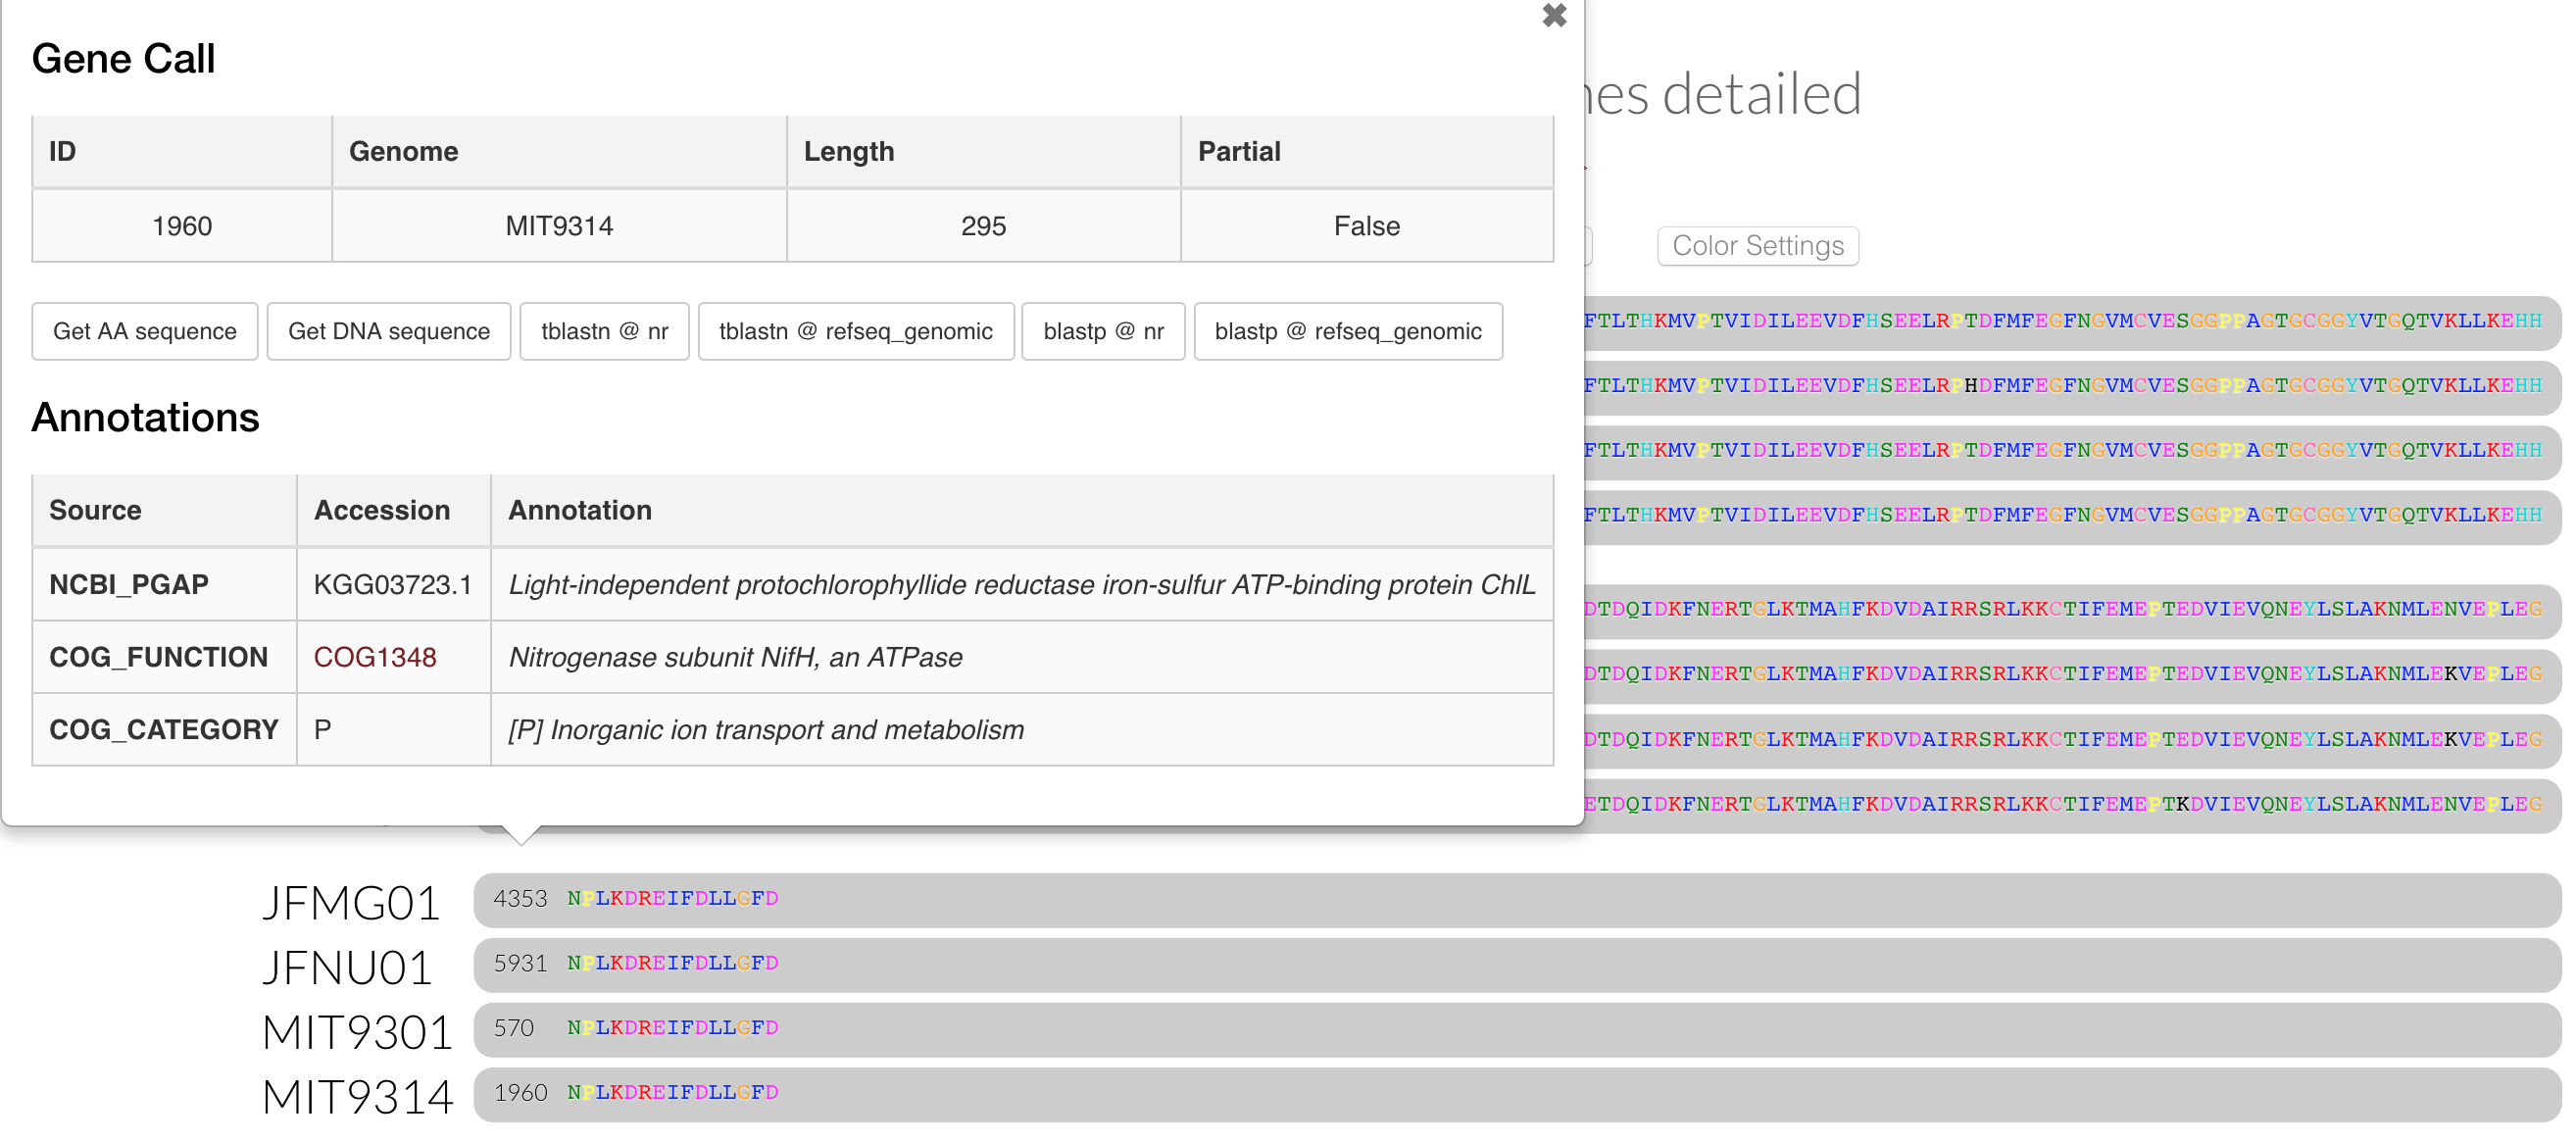 ✖
Gene Call
nes detailed
ID Genome Length Partial
1960 MIT9314 295 False
Color Settings
Get AA sequence Get DNA sequence tblastn @ nr tblastn @ refseq_genomic blastp @ nr blastp @ refseq_genomic
FTLTHKMVPTVIDILEEVDFHSEELRPTDFMFEGFNGVMCVESGGPPAGTGCGGYVTGQTVKLLKEHH
FTLTHKMVPTVIDILEEVDFHSEELRPHDFMFEGFNGVMCVESGGPPAGTGCGGYVTGQTVKLLKEHH
Annotations
FTLTHKMVPTVIDILEEVDFHSEELRPTDFMFEGFNGVMCVESGGPPAGTGCGGYVTGQTVKLLKEHH
FTLTHKMVPTVIDILEEVDFHSEELRPTDFMFEGFNGVMCVESGGPPAGTGCGGYVTGQTVKLLKEHH
Source Accession Annotation
NCBI_PGAP KGG03723.1 Light-independent protochlorophyllide reductase iron-sulfur ATP-binding protein ChlL
COG_FUNCTION COG1348 Nitrogenase subunit NifH, an ATPase
COG_CATEGORY P [P] Inorganic ion transport and metabolism
DTDQIDKFNERTGLKTMAHFKDVDAIRRSRLKKCTIFEMEPTEDVIEVQNEYLSLAKNMLENVEPLEG
DTDQIDKFNERTGLKTMAHFKDVDAIRRSRLKKCTIFEMEPTEDVIEVQNEYLSLAKNMLEKVEPLEG
DTDQIDKFNERTGLKTMAHFKDVDAIRRSRLKKCTIFEMEPTEDVIEVQNEYLSLAKNMLEKVEPLEG
ETDQIDKFNERTGLKTMAHFKDVDAIRRSRLKKCTIFEMEPTKDVIEVQNEYLSLAKNMLENVEPLEG
JFMG01 4353 NPLKDREIFDLLGFD
JFNU01 5931 NPLKDREIFDLLGFD
MIT9301 570 NPLKDREIFDLLGFD
MIT9314 1960 NPLKDREIFDLLGFD